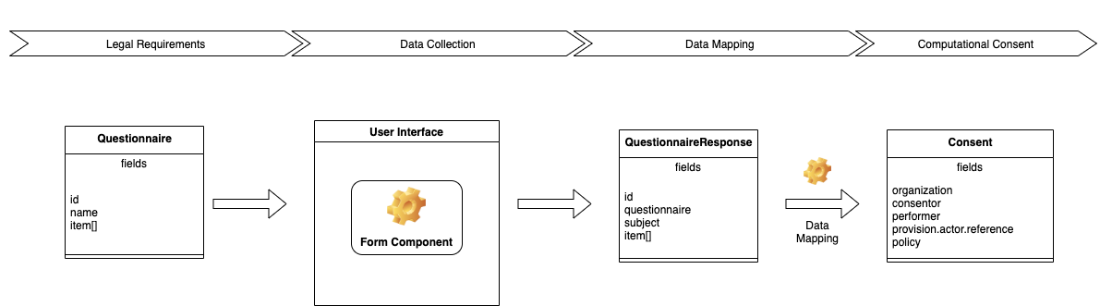 Legal Requirements
Data Collection
Data Mapping
Computational Consent
Questionnaire
fields
id
name
item[]
User Interface
Form Component
QuestionnaireResponse
fields
id
questionnaire
subject
item[]
Data
Mapping
Consent
fields
organization
consentor
performer
provision.actor.reference
policy